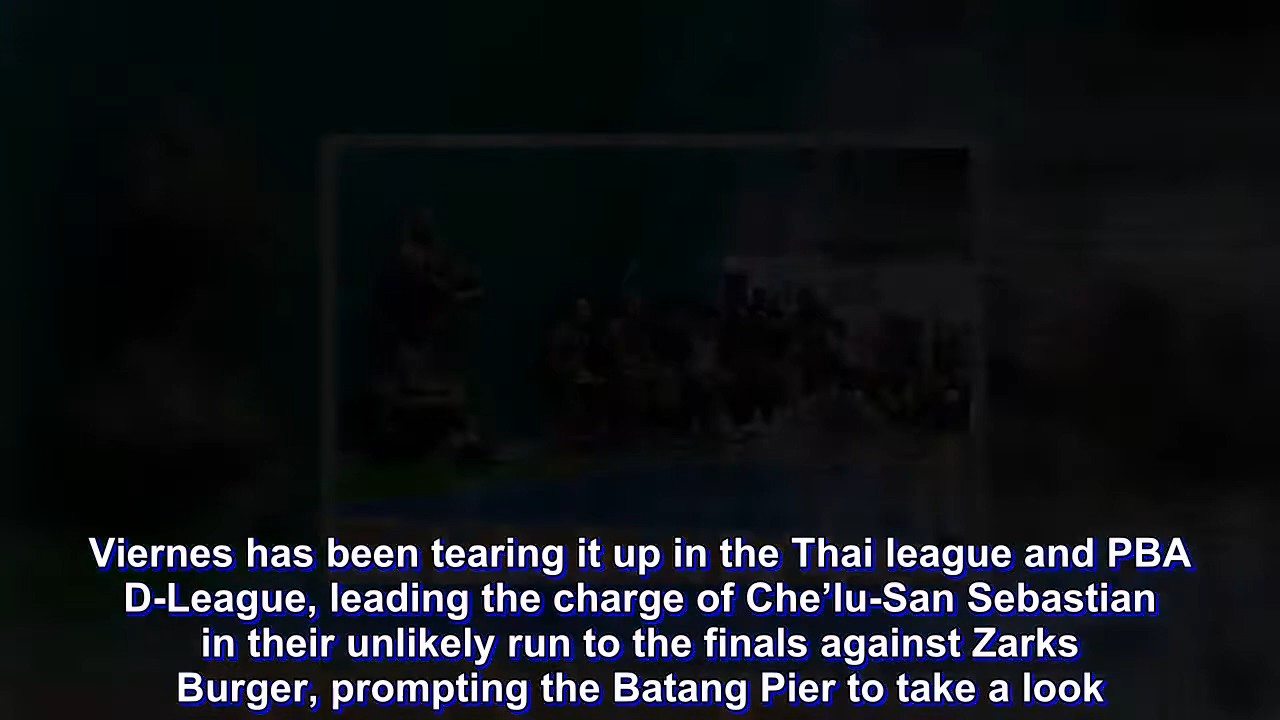 Viernes has been tearing it up in the Thai league and PBA
D-League, leading the charge of Che’lu-San Sebastian
in their unlikely run to the finals against Zarks
Burger, prompting the Batang Pier to take a look